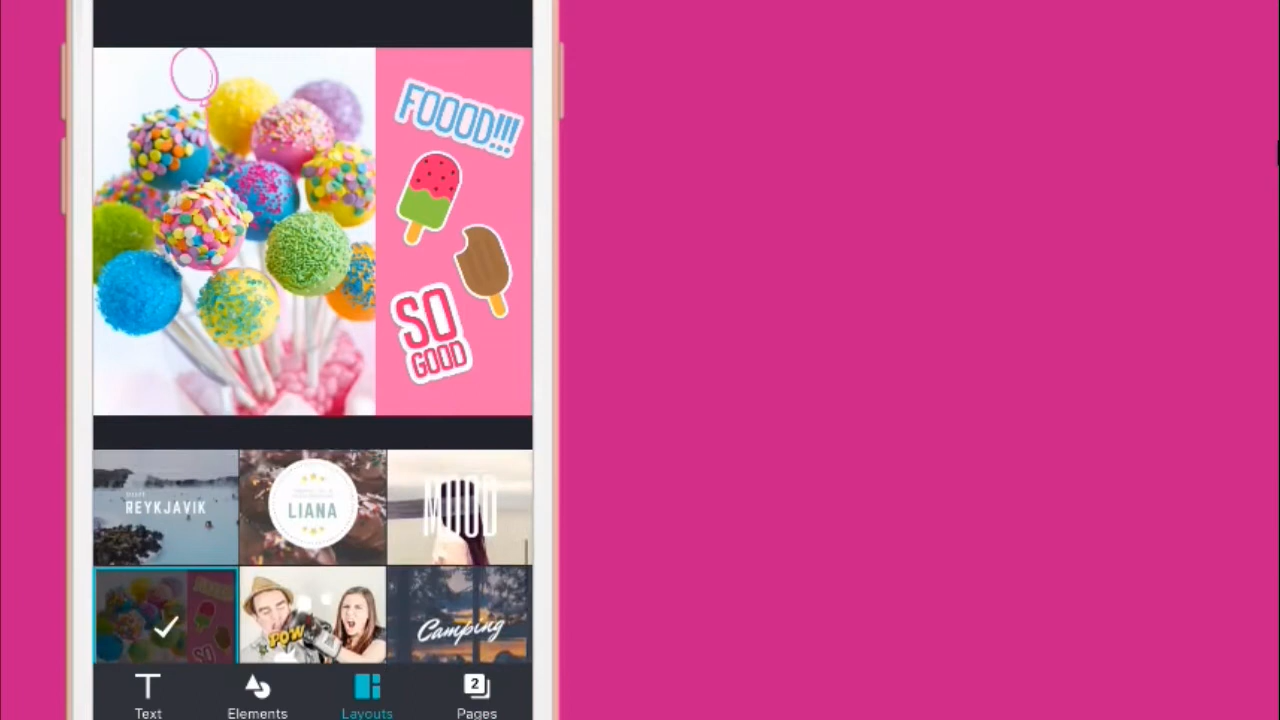 FOOOD!!!
SO
GOOD
REYKJAVIK
LIANA
MOOD
POW
Camping
2
Text
Elements
Layouts
Pages